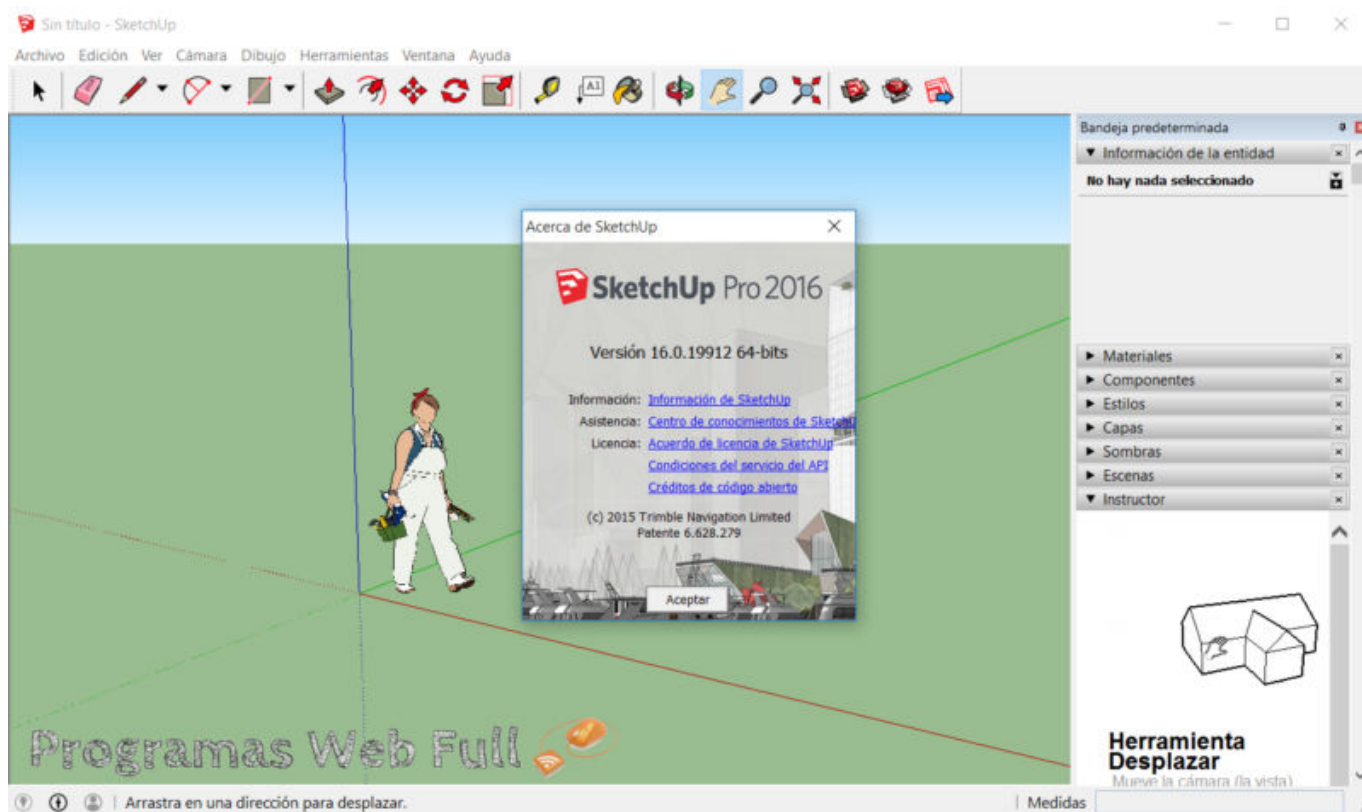 Sin título - SketchUp
Archivo Edición Ver Cámara Dibujo Herramientas Ventana Ayuda
A1
Bandeja predeterminada
Información de la entidad
No hay nada seleccionado
Acerca de SketchUp
SketchUp Pro 2016
Versión 16.0.19912 64-bits
Información: Información de SketchUp
Asistencia: Centro de conocimientos de Sketch
Licencia: Acuerdo de licencia de SketchUp
Condiciones del servicio del API
Créditos de código abierto
(c) 2015 Trimble Navigation Limited
Patente 6.628.279
Aceptar
Materiales
Componentes
Estilos
Capas
Sombras
Escenas
Instructor
Herramienta
Desplazar
Mueve la cámara (la vista)
Programas Web Full
Arrastra en una dirección para desplazar.
Medidas